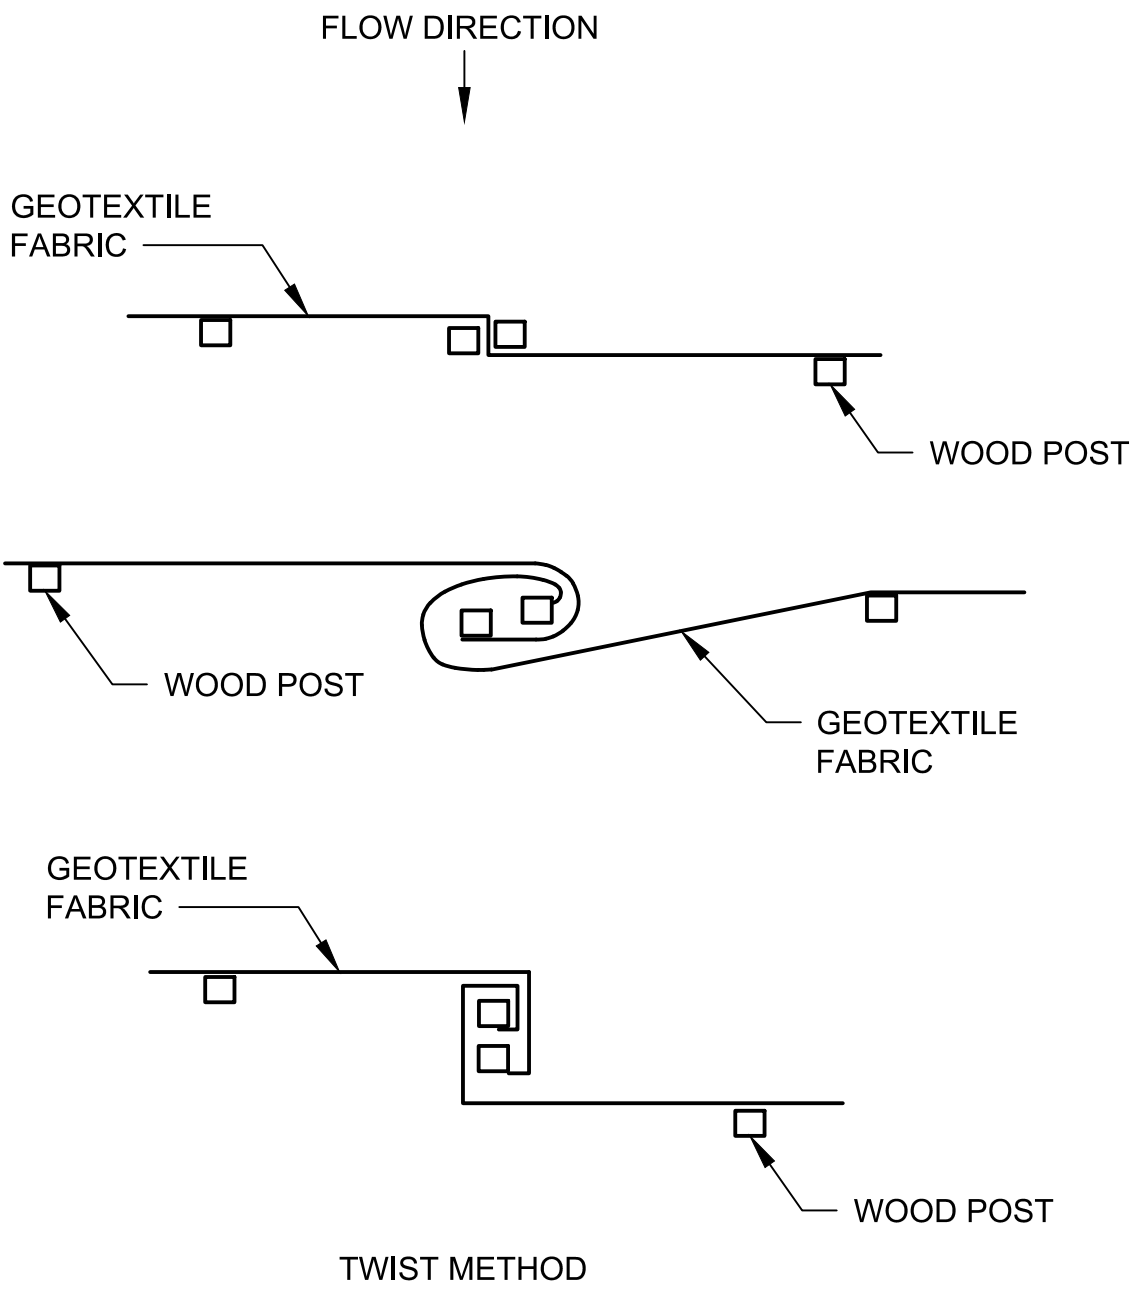 FLOW DIRECTION
GEOTEXTILE
FABRIC
WOOD POST
WOOD POST
GEOTEXTILE
FABRIC
GEOTEXTILE
FABRIC
WOOD POST
TWIST METHOD